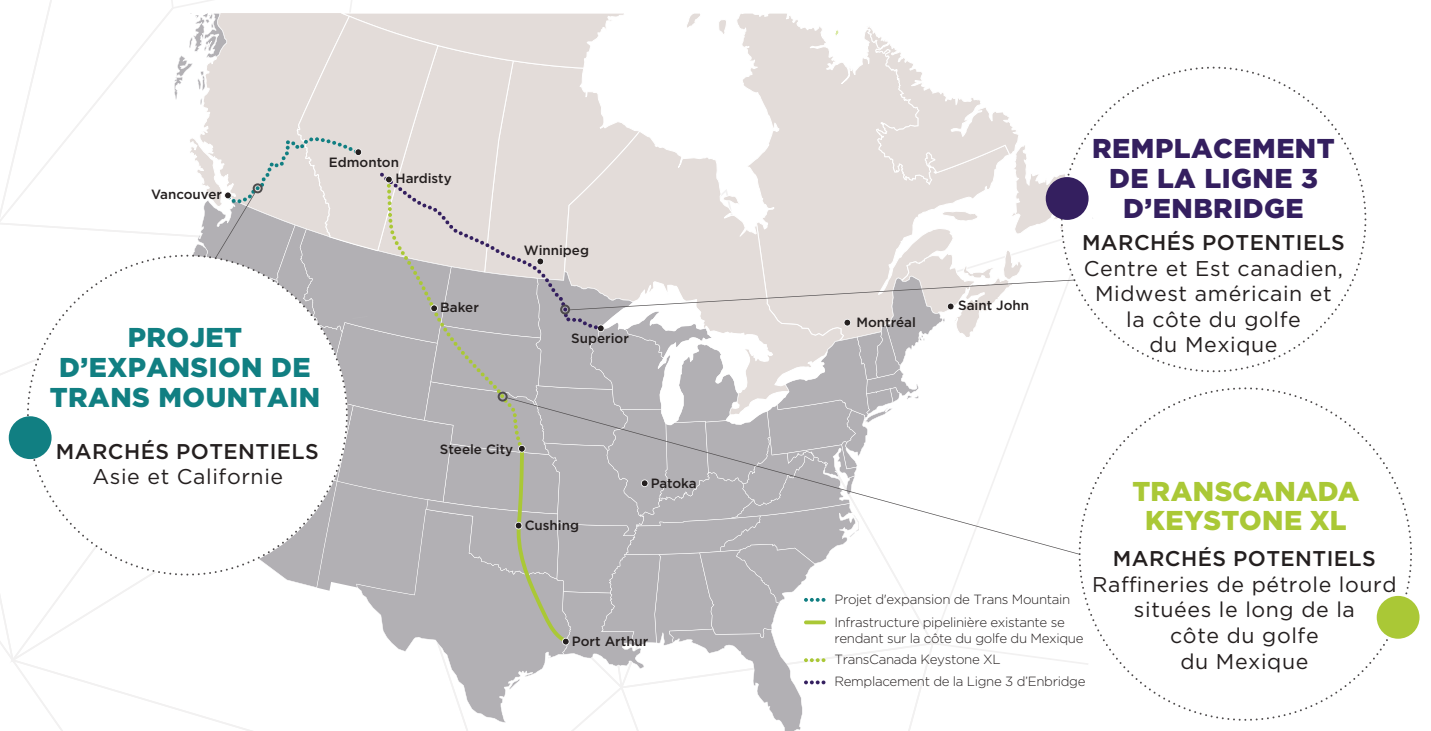 Edmonton
Hardisty
Vancouver
Winnipeg
Baker
Superior
Montréal
Saint John
Steele City
Patoka
Cushing
Port Arthur
PROJET
D’EXPANSION DE
TRANS MOUNTAIN
MARCHÉS POTENTIELS
Asie et Californie
REMPLACEMENT
DE LA LIGNE 3
D’ENBRIDGE
MARCHÉS POTENTIELS
Centre et Est canadien,
Midwest américain et
la côte du golfe
du Mexique
TRANSCANADA
KEYSTONE XL
MARCHÉS POTENTIELS
Raffineries de pétrole lourd
situées le long de la
côte du golfe
du Mexique
Projet d'expansion de Trans Mountain
Infrastructure pipelinière existante se
rendant sur la côte du golfe du Mexique
TransCanada Keystone XL
Remplacement de la Ligne 3 d’Enbridge